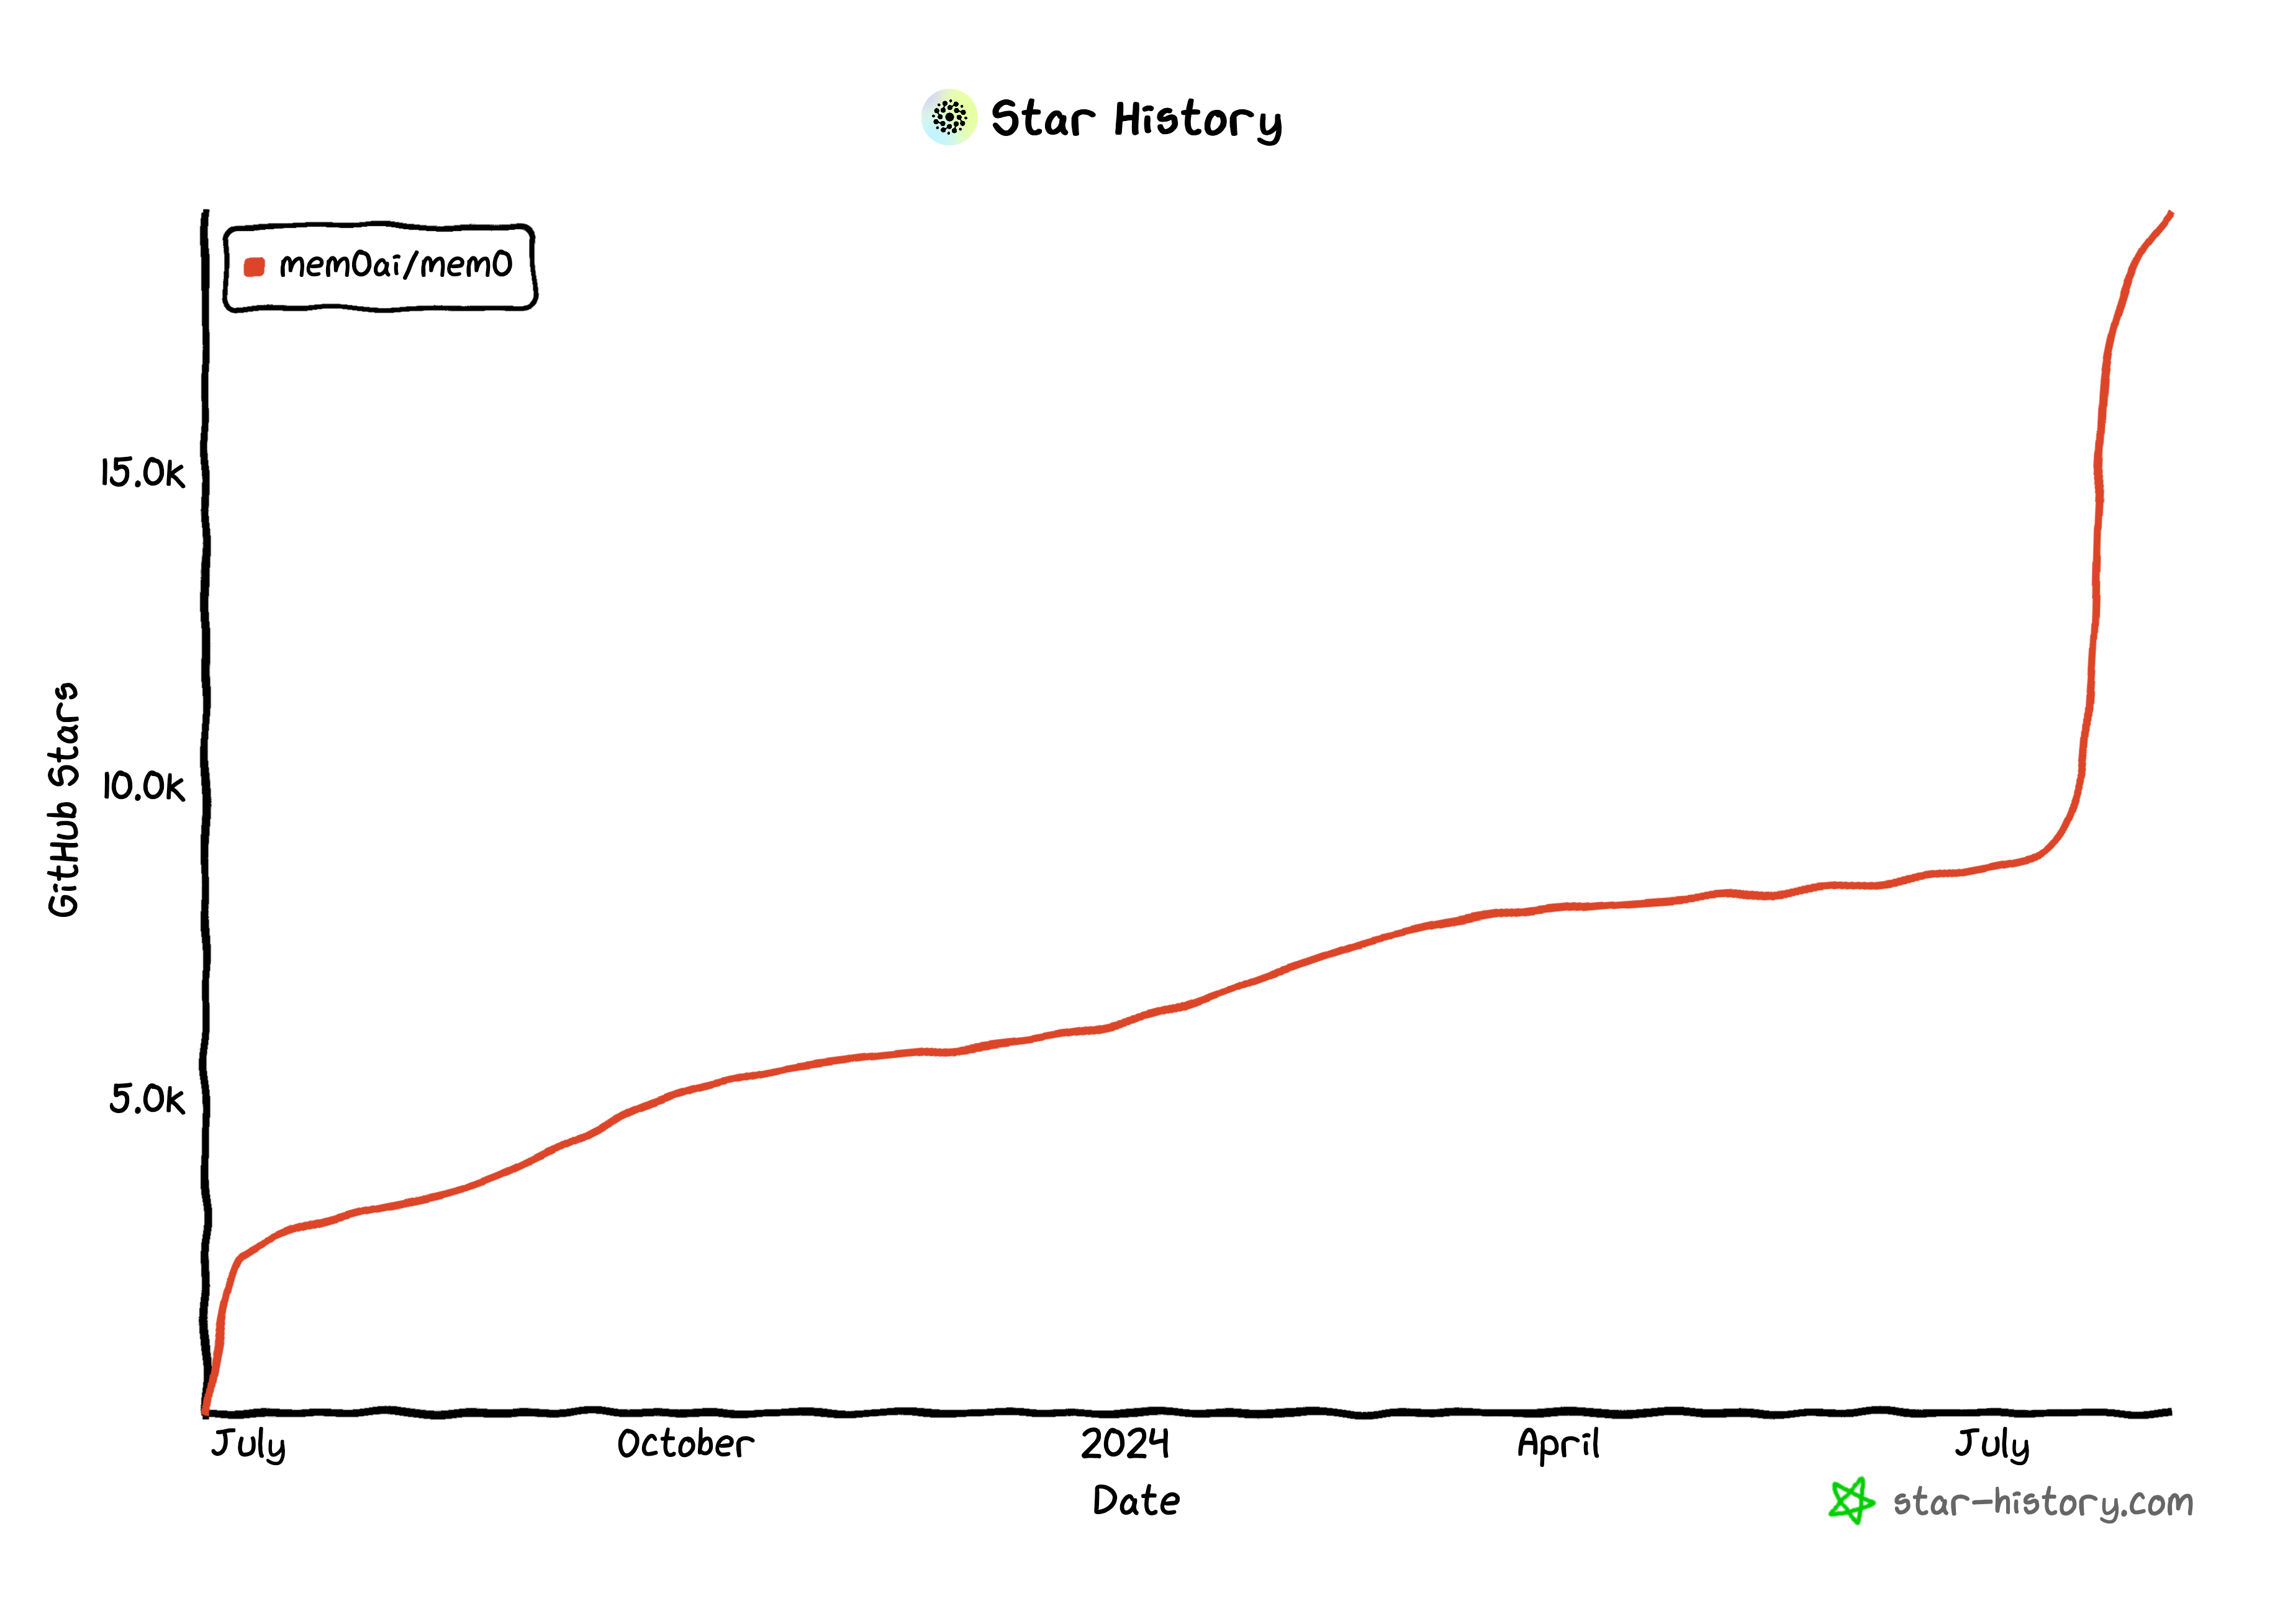 Star History
mem0ai/mem0
15.0K
10.0K
5.0K
GitHub Stars
July
October
2024
April
July
Date
star-history.com